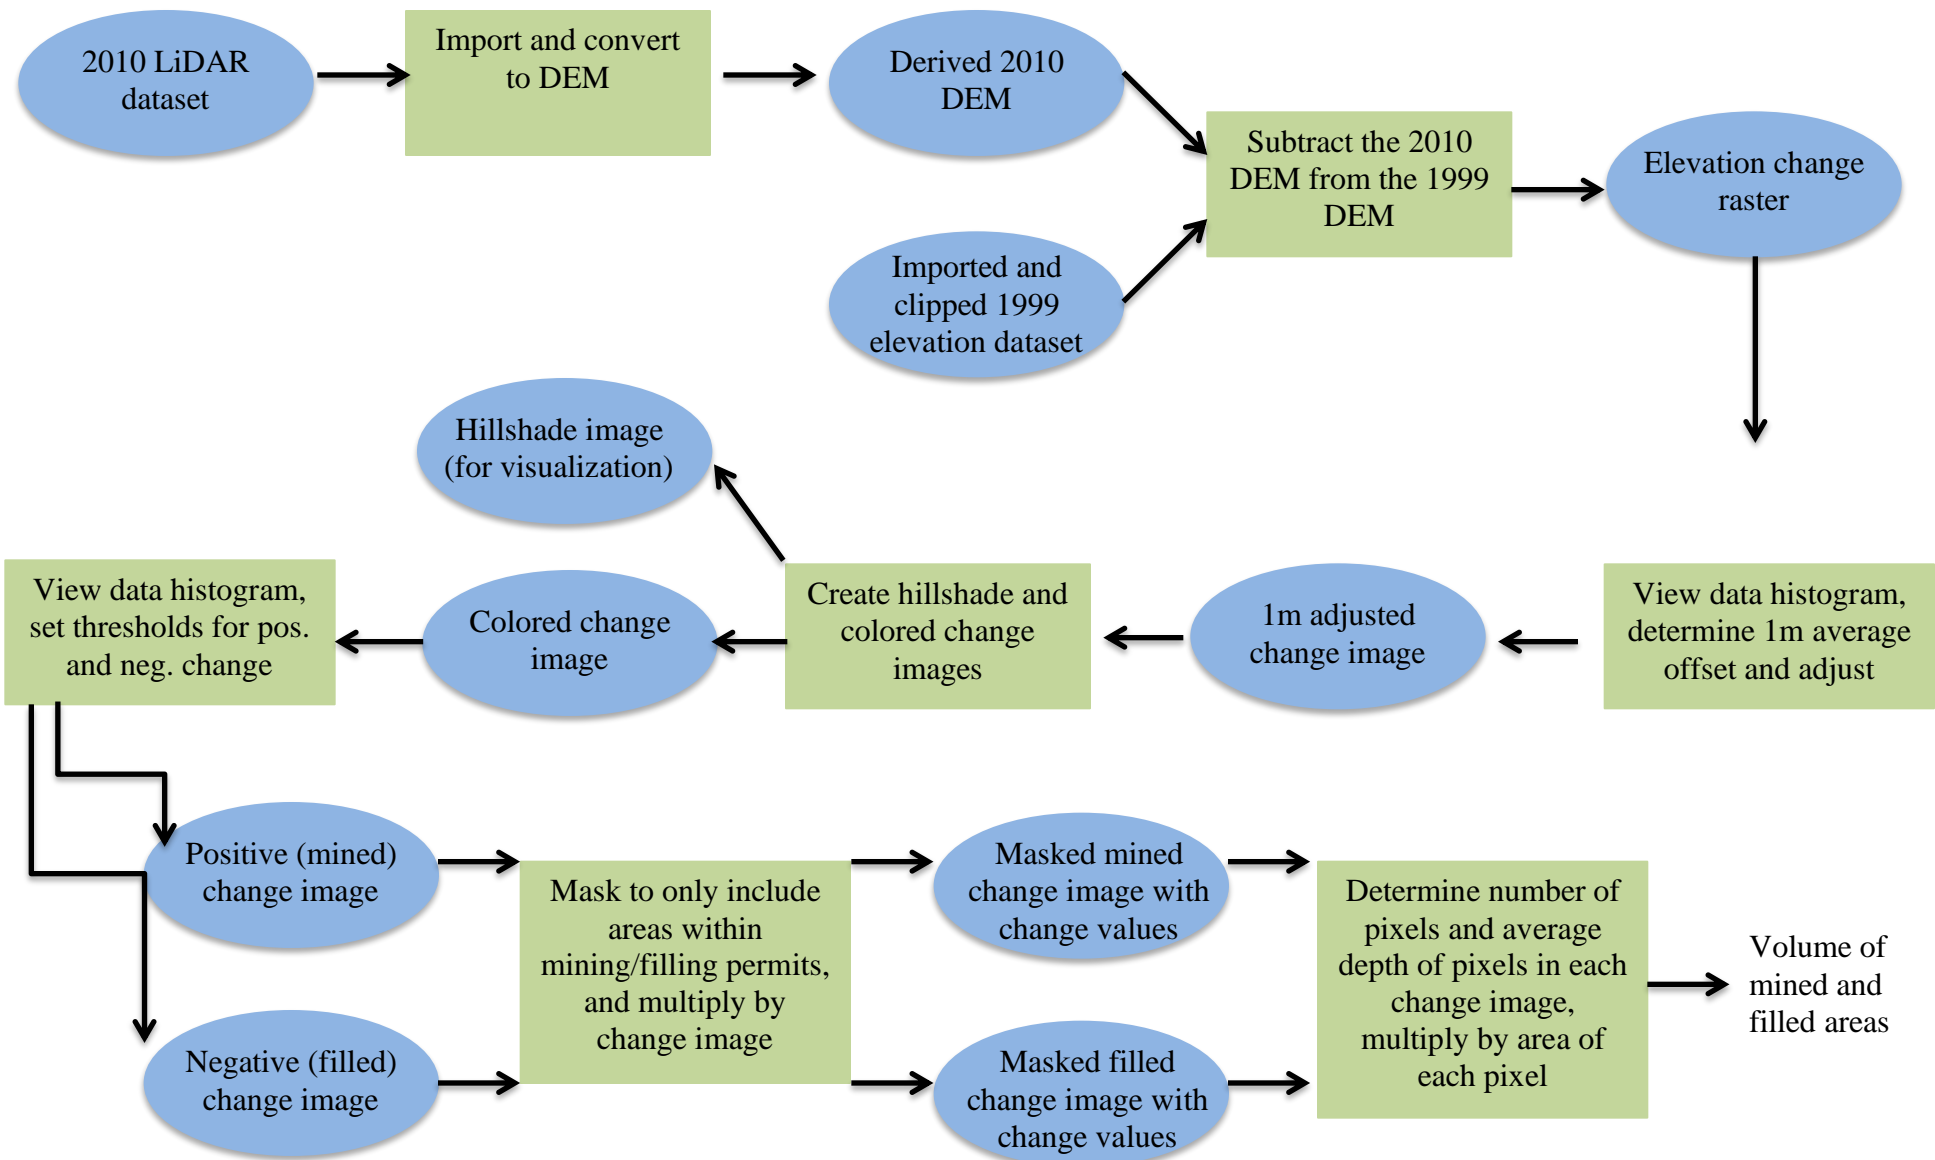 2010 LiDAR
dataset
Import and convert
to DEM
Derived 2010
DEM
Imported and
clipped 1999
elevation dataset
Subtract the 2010
DEM from the 1999
DEM
Elevation change
raster
View data histogram,
determine 1m average
offset and adjust
1m adjusted
change image
Create hillshade and
colored change
images
Hillshade image
(for visualization)
Colored change
image
View data histogram,
set thresholds for pos.
and neg. change
Positive (mined)
change image
Negative (filled)
change image
Mask to only include
areas within
mining/filling permits,
and multiply by
change image
Masked mined
change image with
change values
Masked filled
change image with
change values
Determine number of
pixels and average
depth of pixels in each
change image,
multiply by area of
each pixel
Volume of
mined and
filled areas